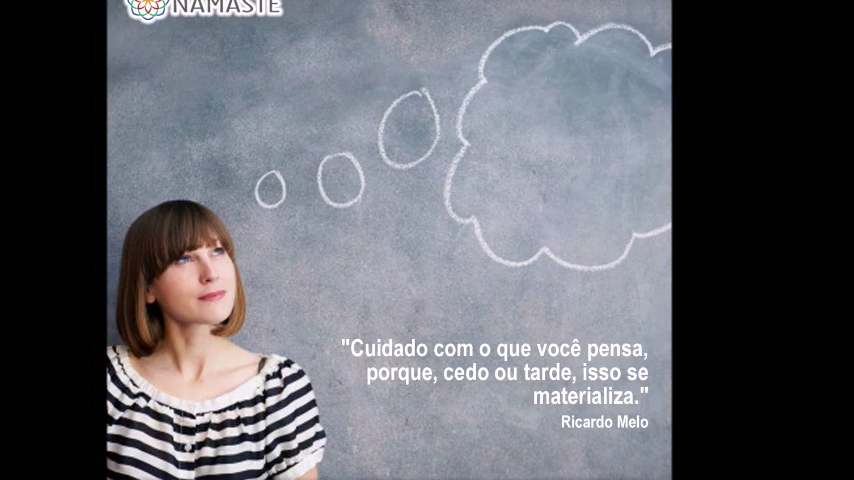 NAMASTE
"Cuidado com o que você pensa,
porque, cedo ou tarde, isso se
materializa."
Ricardo Melo